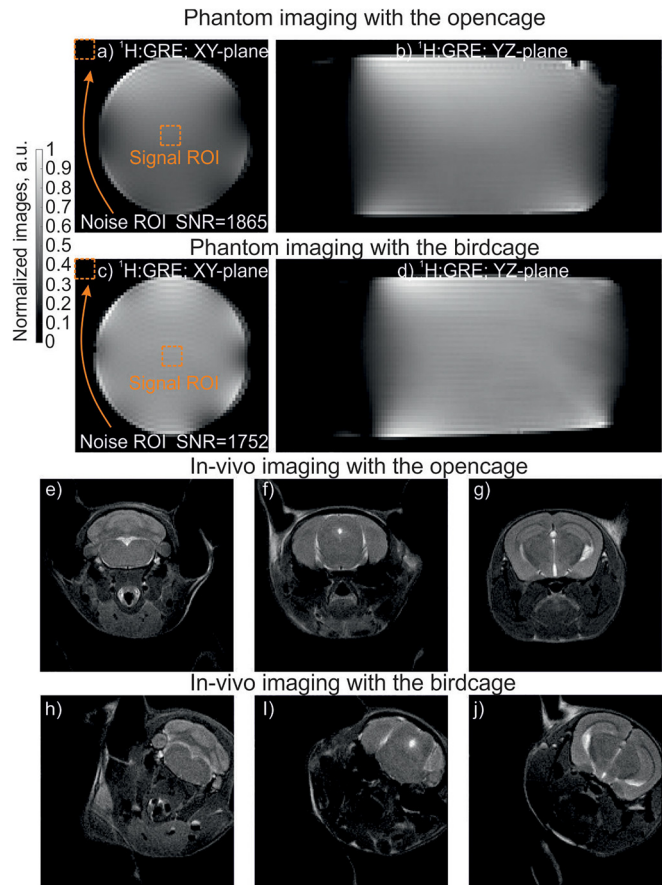 Phantom imaging with the opencage
a) ¹H:GRE; XY-plane
b) ¹H:GRE; YZ-plane
Signal ROI
Noise ROI SNR=1865
Normalized images, a.u.
1
0.9
0.8
0.7
0.6
0.5
0.4
0.3
0.2
0.1
0
Phantom imaging with the birdcage
c) ¹H:GRE; XY-plane
d) ¹H:GRE; YZ-plane
Signal ROI
Noise ROI SNR=1752
In-vivo imaging with the opencage
e)
f)
g)
In-vivo imaging with the birdcage
h)
I)
j)